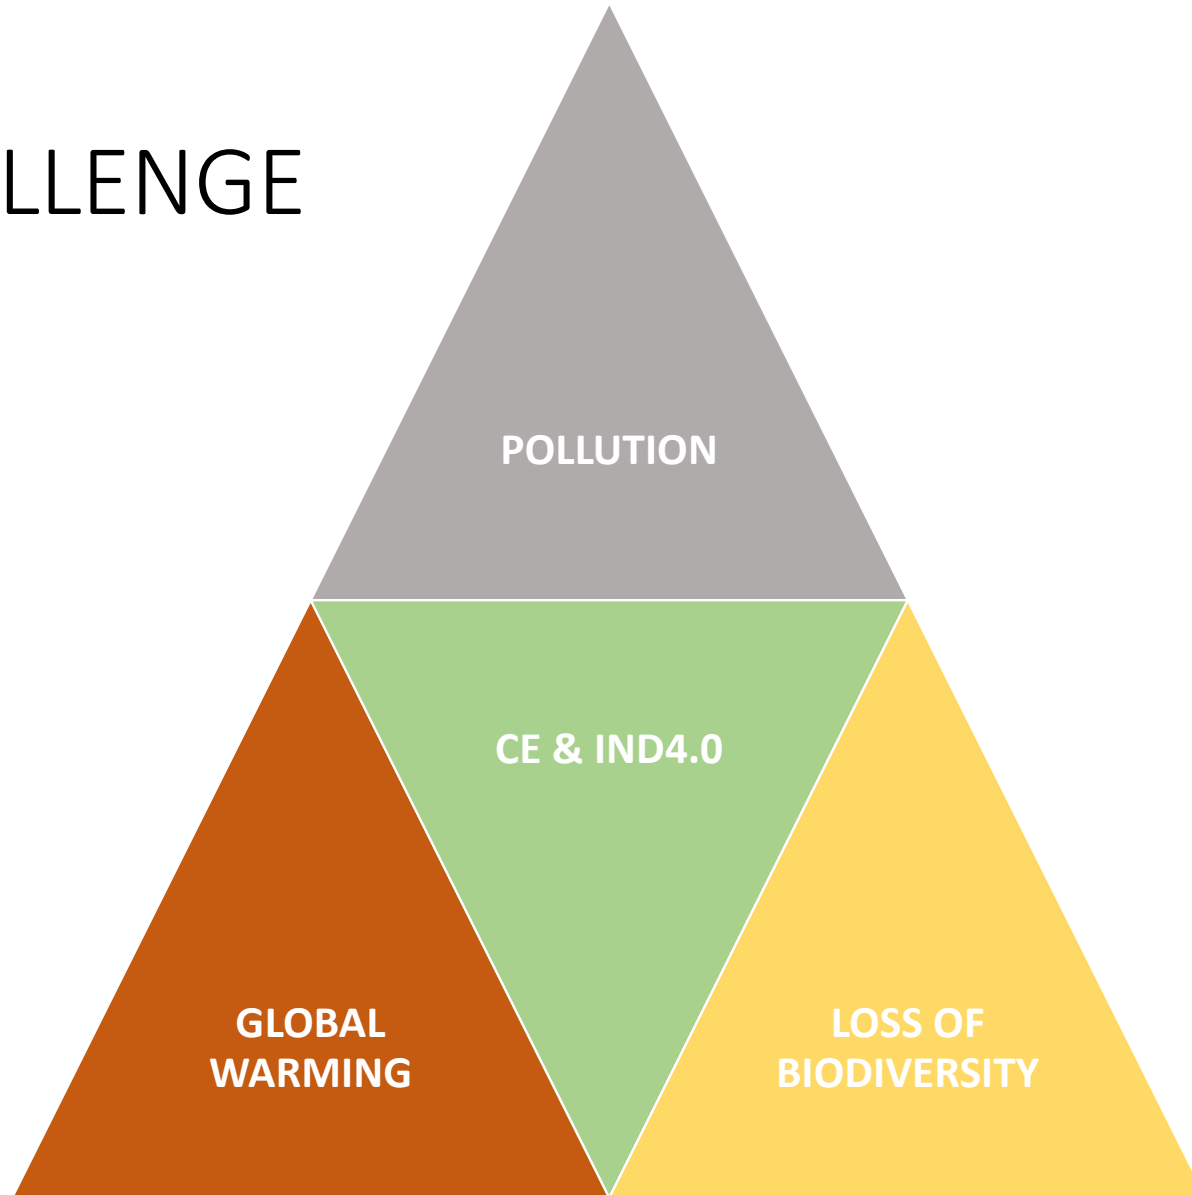 LLENGE
POLLUTION
CE & IND4.0
GLOBAL
WARMING
LOSS OF
BIODIVERSITY